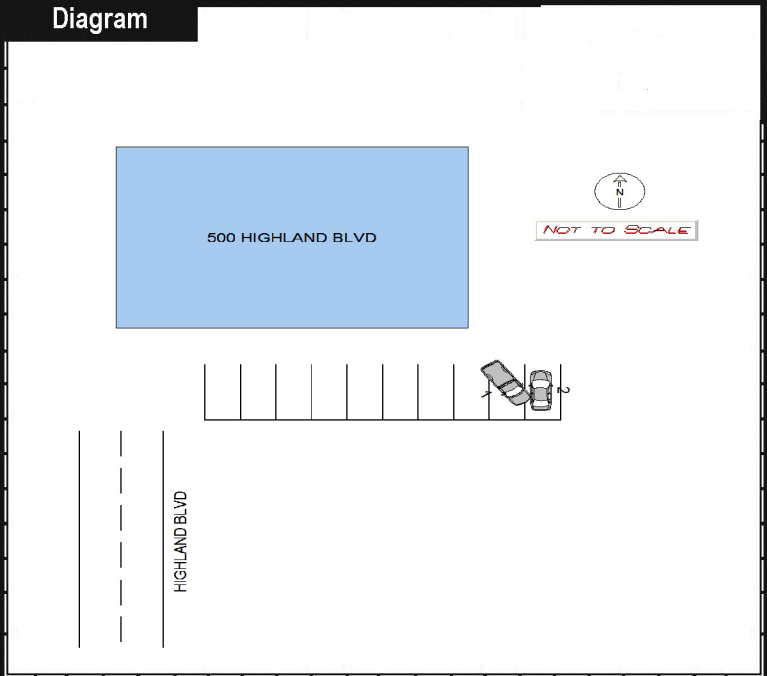 Diagram
N
500 HIGHLAND BLVD
NOT TO SCALE
1
2
HIGHLAND BLVD